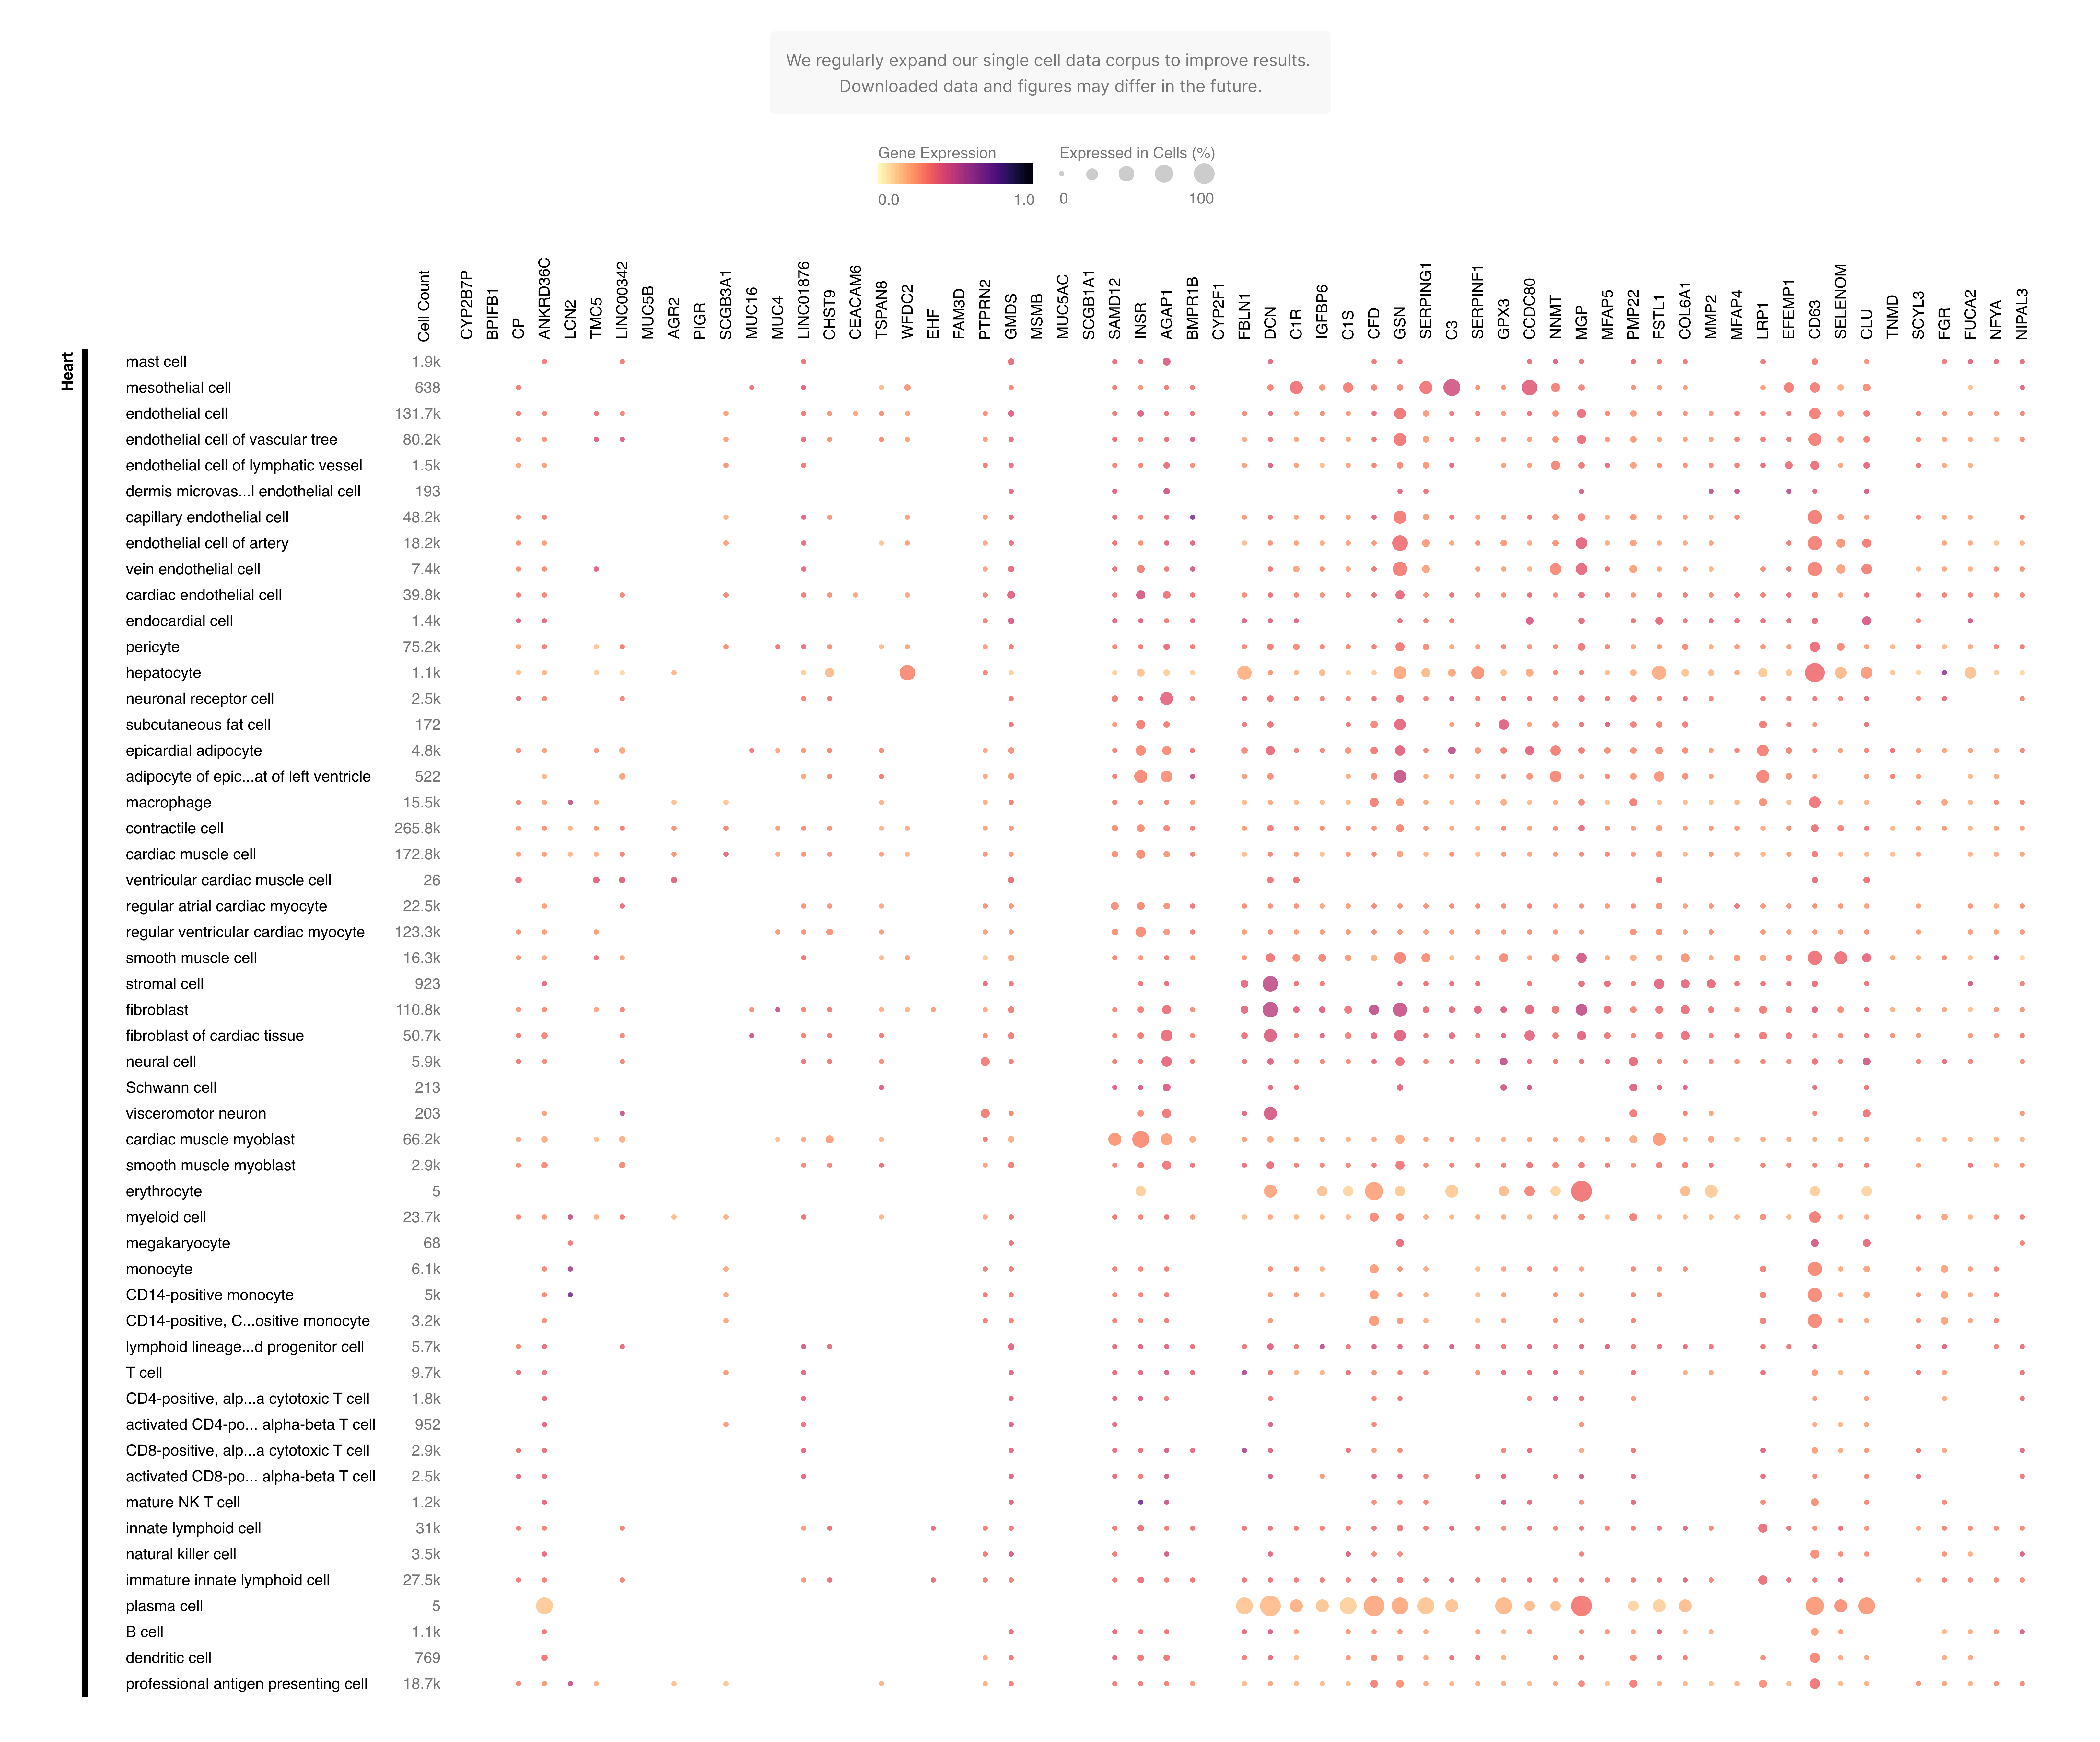 We regularly expand our single cell data corpus to improve results.
Downloaded data and figures may differ in the future.
Gene Expression
0.0 1.0
Expressed in Cells (%)
0 100
Cell Count
CYP2B7P
BPIFB1
CP
ANKRD36C
LCN2
TMC5
LINC00342
MUC5B
AGR2
PIGR
SCGB3A1
MUC16
MUC4
LINC01876
CHST9
CEACAM6
TSPAN8
WFDC2
EHF
FAM3D
PTPRN2
GMDS
MSMB
MUC5AC
SCGB1A1
SAMD12
INSR
AGAP1
BMPR1B
CYP2F1
FBLN1
DCN
C1R
IGFBP6
C1S
CFD
GSN
SERPING1
C3
SERPINF1
GPX3
CCDC80
NNMT
MGP
MFAP5
PMP22
FSTL1
COL6A1
MMP2
MFAP4
LRP1
EFEMP1
CD63
SELENOM
CLU
TNMD
SCYL3
FGR
FUCA2
NFYA
NIPAL3
Heart
mast cell 1.9k
mesothelial cell 638
endothelial cell 131.7k
endothelial cell of vascular tree 80.2k
endothelial cell of lymphatic vessel 1.5k
dermis microvas...l endothelial cell 193
capillary endothelial cell 48.2k
endothelial cell of artery 18.2k
vein endothelial cell 7.4k
cardiac endothelial cell 39.8k
endocardial cell 1.4k
pericyte 75.2k
hepatocyte 1.1k
neuronal receptor cell 2.5k
subcutaneous fat cell 172
epicardial adipocyte 4.8k
adipocyte of epic...at of left ventricle 522
macrophage 15.5k
contractile cell 265.8k
cardiac muscle cell 172.8k
ventricular cardiac muscle cell 26
regular atrial cardiac myocyte 22.5k
regular ventricular cardiac myocyte 123.3k
smooth muscle cell 16.3k
stromal cell 923
fibroblast 110.8k
fibroblast of cardiac tissue 50.7k
neural cell 5.9k
Schwann cell 213
visceromotor neuron 203
cardiac muscle myoblast 66.2k
smooth muscle myoblast 2.9k
erythrocyte 5
myeloid cell 23.7k
megakaryocyte 68
monocyte 6.1k
CD14-positive monocyte 5k
CD14-positive, C...ositive monocyte 3.2k
lymphoid lineage...d progenitor cell 5.7k
T cell 9.7k
CD4-positive, alp...a cytotoxic T cell 1.8k
activated CD4-po... alpha-beta T cell 952
CD8-positive, alp...a cytotoxic T cell 2.9k
activated CD8-po... alpha-beta T cell 2.5k
mature NK T cell 1.2k
innate lymphoid cell 31k
natural killer cell 3.5k
immature innate lymphoid cell 27.5k
plasma cell 5
B cell 1.1k
dendritic cell 769
professional antigen presenting cell 18.7k